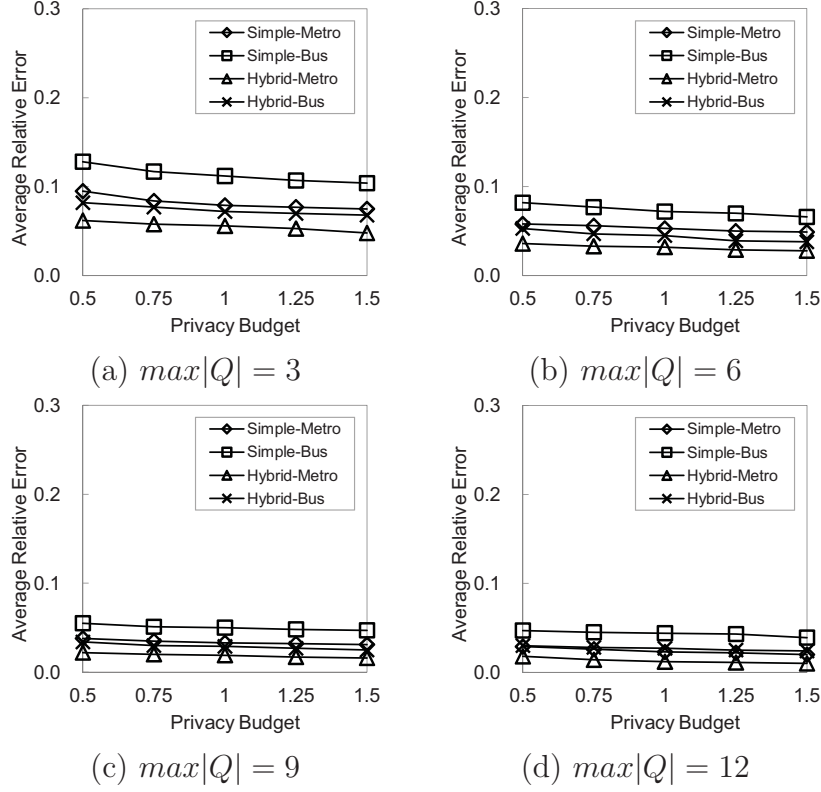 0.3
0.2
0.1
0.0
Average Relative Error
Simple-Metro
Simple-Bus
Hybrid-Metro
Hybrid-Bus
0.5 0.75 1 1.25 1.5
Privacy Budget
(a) max|Q| = 3
0.3
0.2
0.1
0.0
Average Relative Error
Simple-Metro
Simple-Bus
Hybrid-Metro
Hybrid-Bus
0.5 0.75 1 1.25 1.5
Privacy Budget
(b) max|Q| = 6
0.3
0.2
0.1
0.0
Average Relative Error
Simple-Metro
Simple-Bus
Hybrid-Metro
Hybrid-Bus
0.5 0.75 1 1.25 1.5
Privacy Budget
(c) max|Q| = 9
0.3
0.2
0.1
0.0
Average Relative Error
Simple-Metro
Simple-Bus
Hybrid-Metro
Hybrid-Bus
0.5 0.75 1 1.25 1.5
Privacy Budget
(d) max|Q| = 12